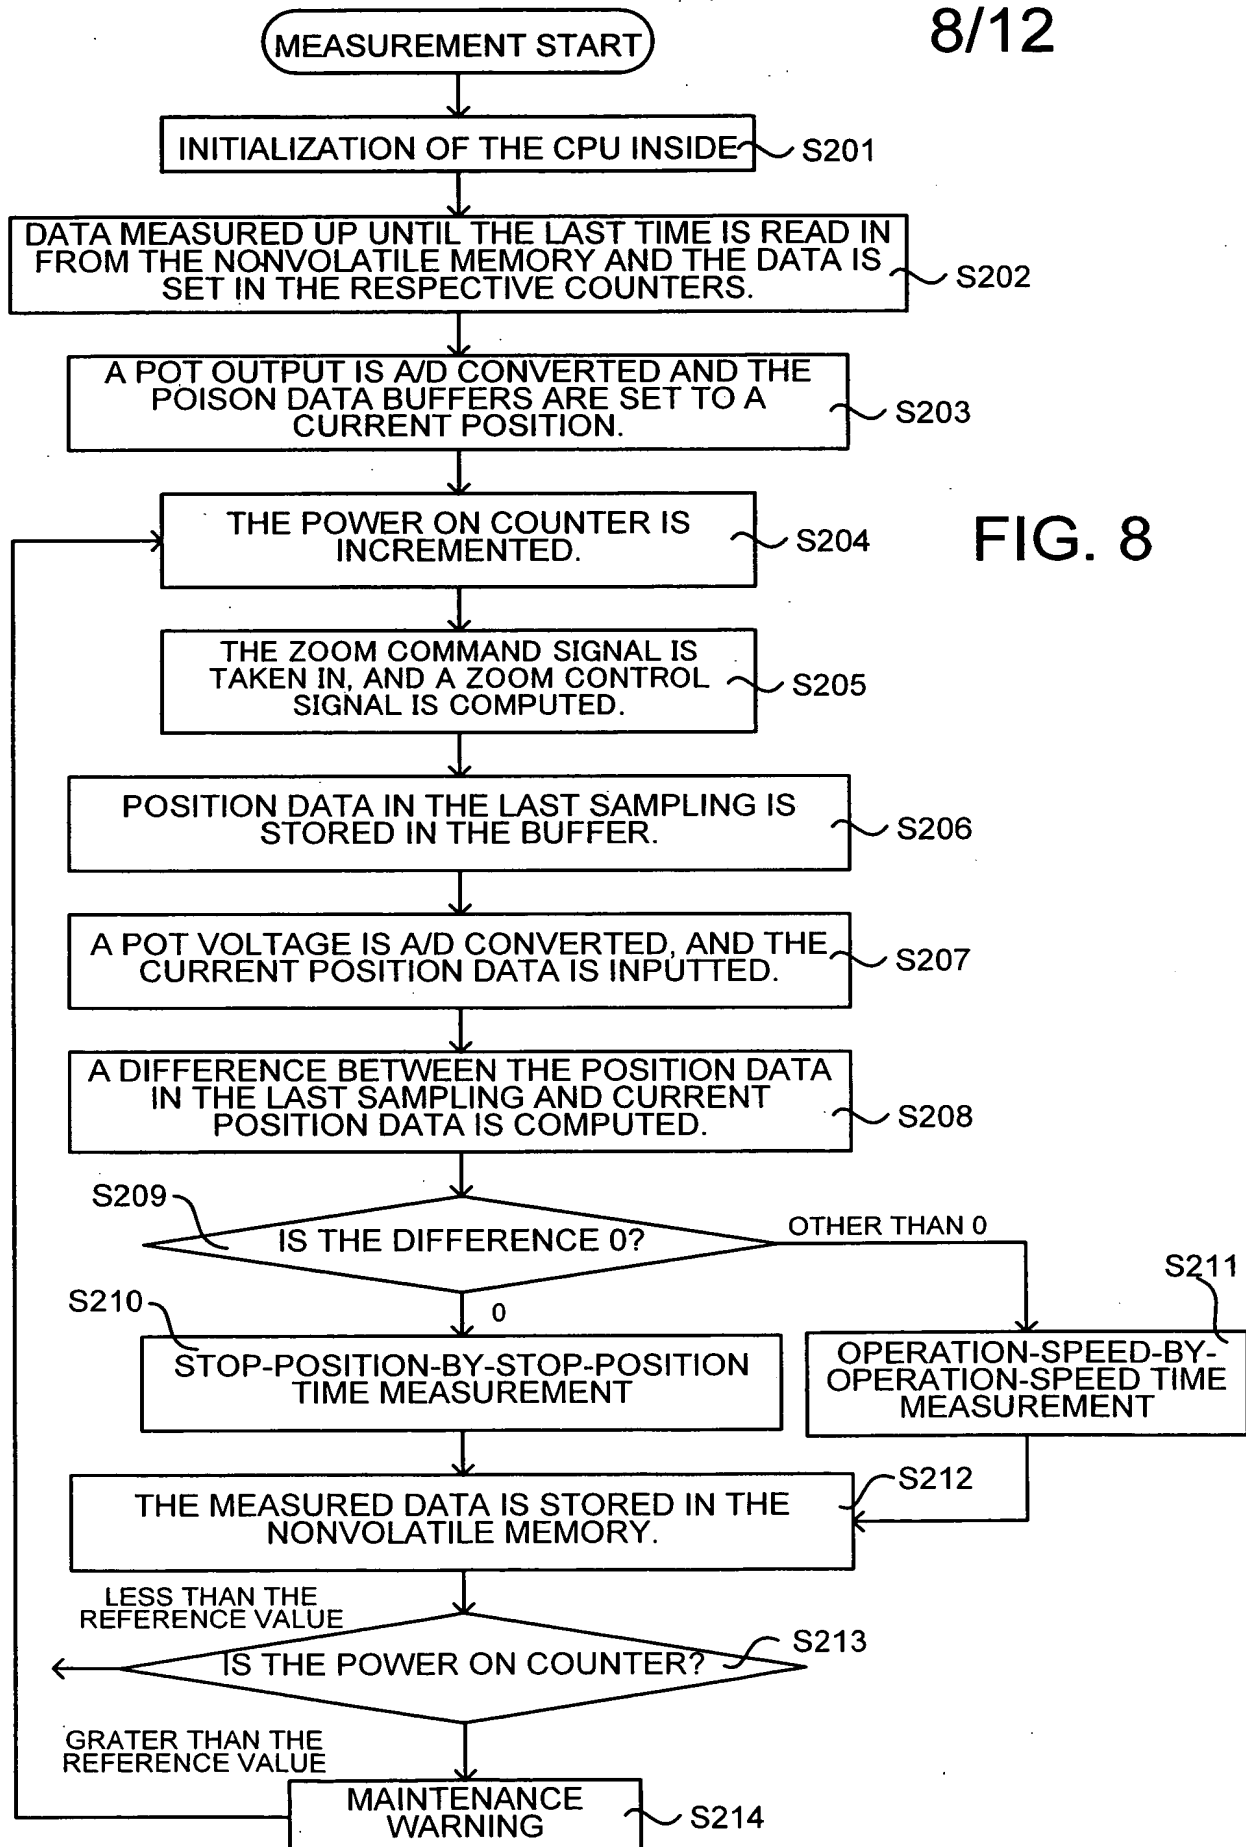 8/12
MEASUREMENT START
INITIALIZATION OF THE CPU INSIDE
S201
DATA MEASURED UP UNTIL THE LAST TIME IS READ IN
FROM THE NONVOLATILE MEMORY AND THE DATA IS
SET IN THE RESPECTIVE COUNTERS.
S202
A POT OUTPUT IS A/D CONVERTED AND THE
POISON DATA BUFFERS ARE SET TO A
CURRENT POSITION.
S203
THE POWER ON COUNTER IS
INCREMENTED.
S204
FIG. 8
THE ZOOM COMMAND SIGNAL IS
TAKEN IN, AND A ZOOM CONTROL
SIGNAL IS COMPUTED.
S205
POSITION DATA IN THE LAST SAMPLING IS
STORED IN THE BUFFER.
S206
A POT VOLTAGE IS A/D CONVERTED, AND THE
CURRENT POSITION DATA IS INPUTTED.
S207
A DIFFERENCE BETWEEN THE POSITION DATA
IN THE LAST SAMPLING AND CURRENT
POSITION DATA IS COMPUTED.
S208
S209
IS THE DIFFERENCE 0?
OTHER THAN 0
0
S210
STOP-POSITION-BY-STOP-POSITION
TIME MEASUREMENT
S211
OPERATION-SPEED-BY-
OPERATION-SPEED TIME
MEASUREMENT
S212
THE MEASURED DATA IS STORED IN THE
NONVOLATILE MEMORY.
LESS THAN THE
REFERENCE VALUE
IS THE POWER ON COUNTER?
S213
GRATER THAN THE
REFERENCE VALUE
MAINTENANCE
WARNING
S214